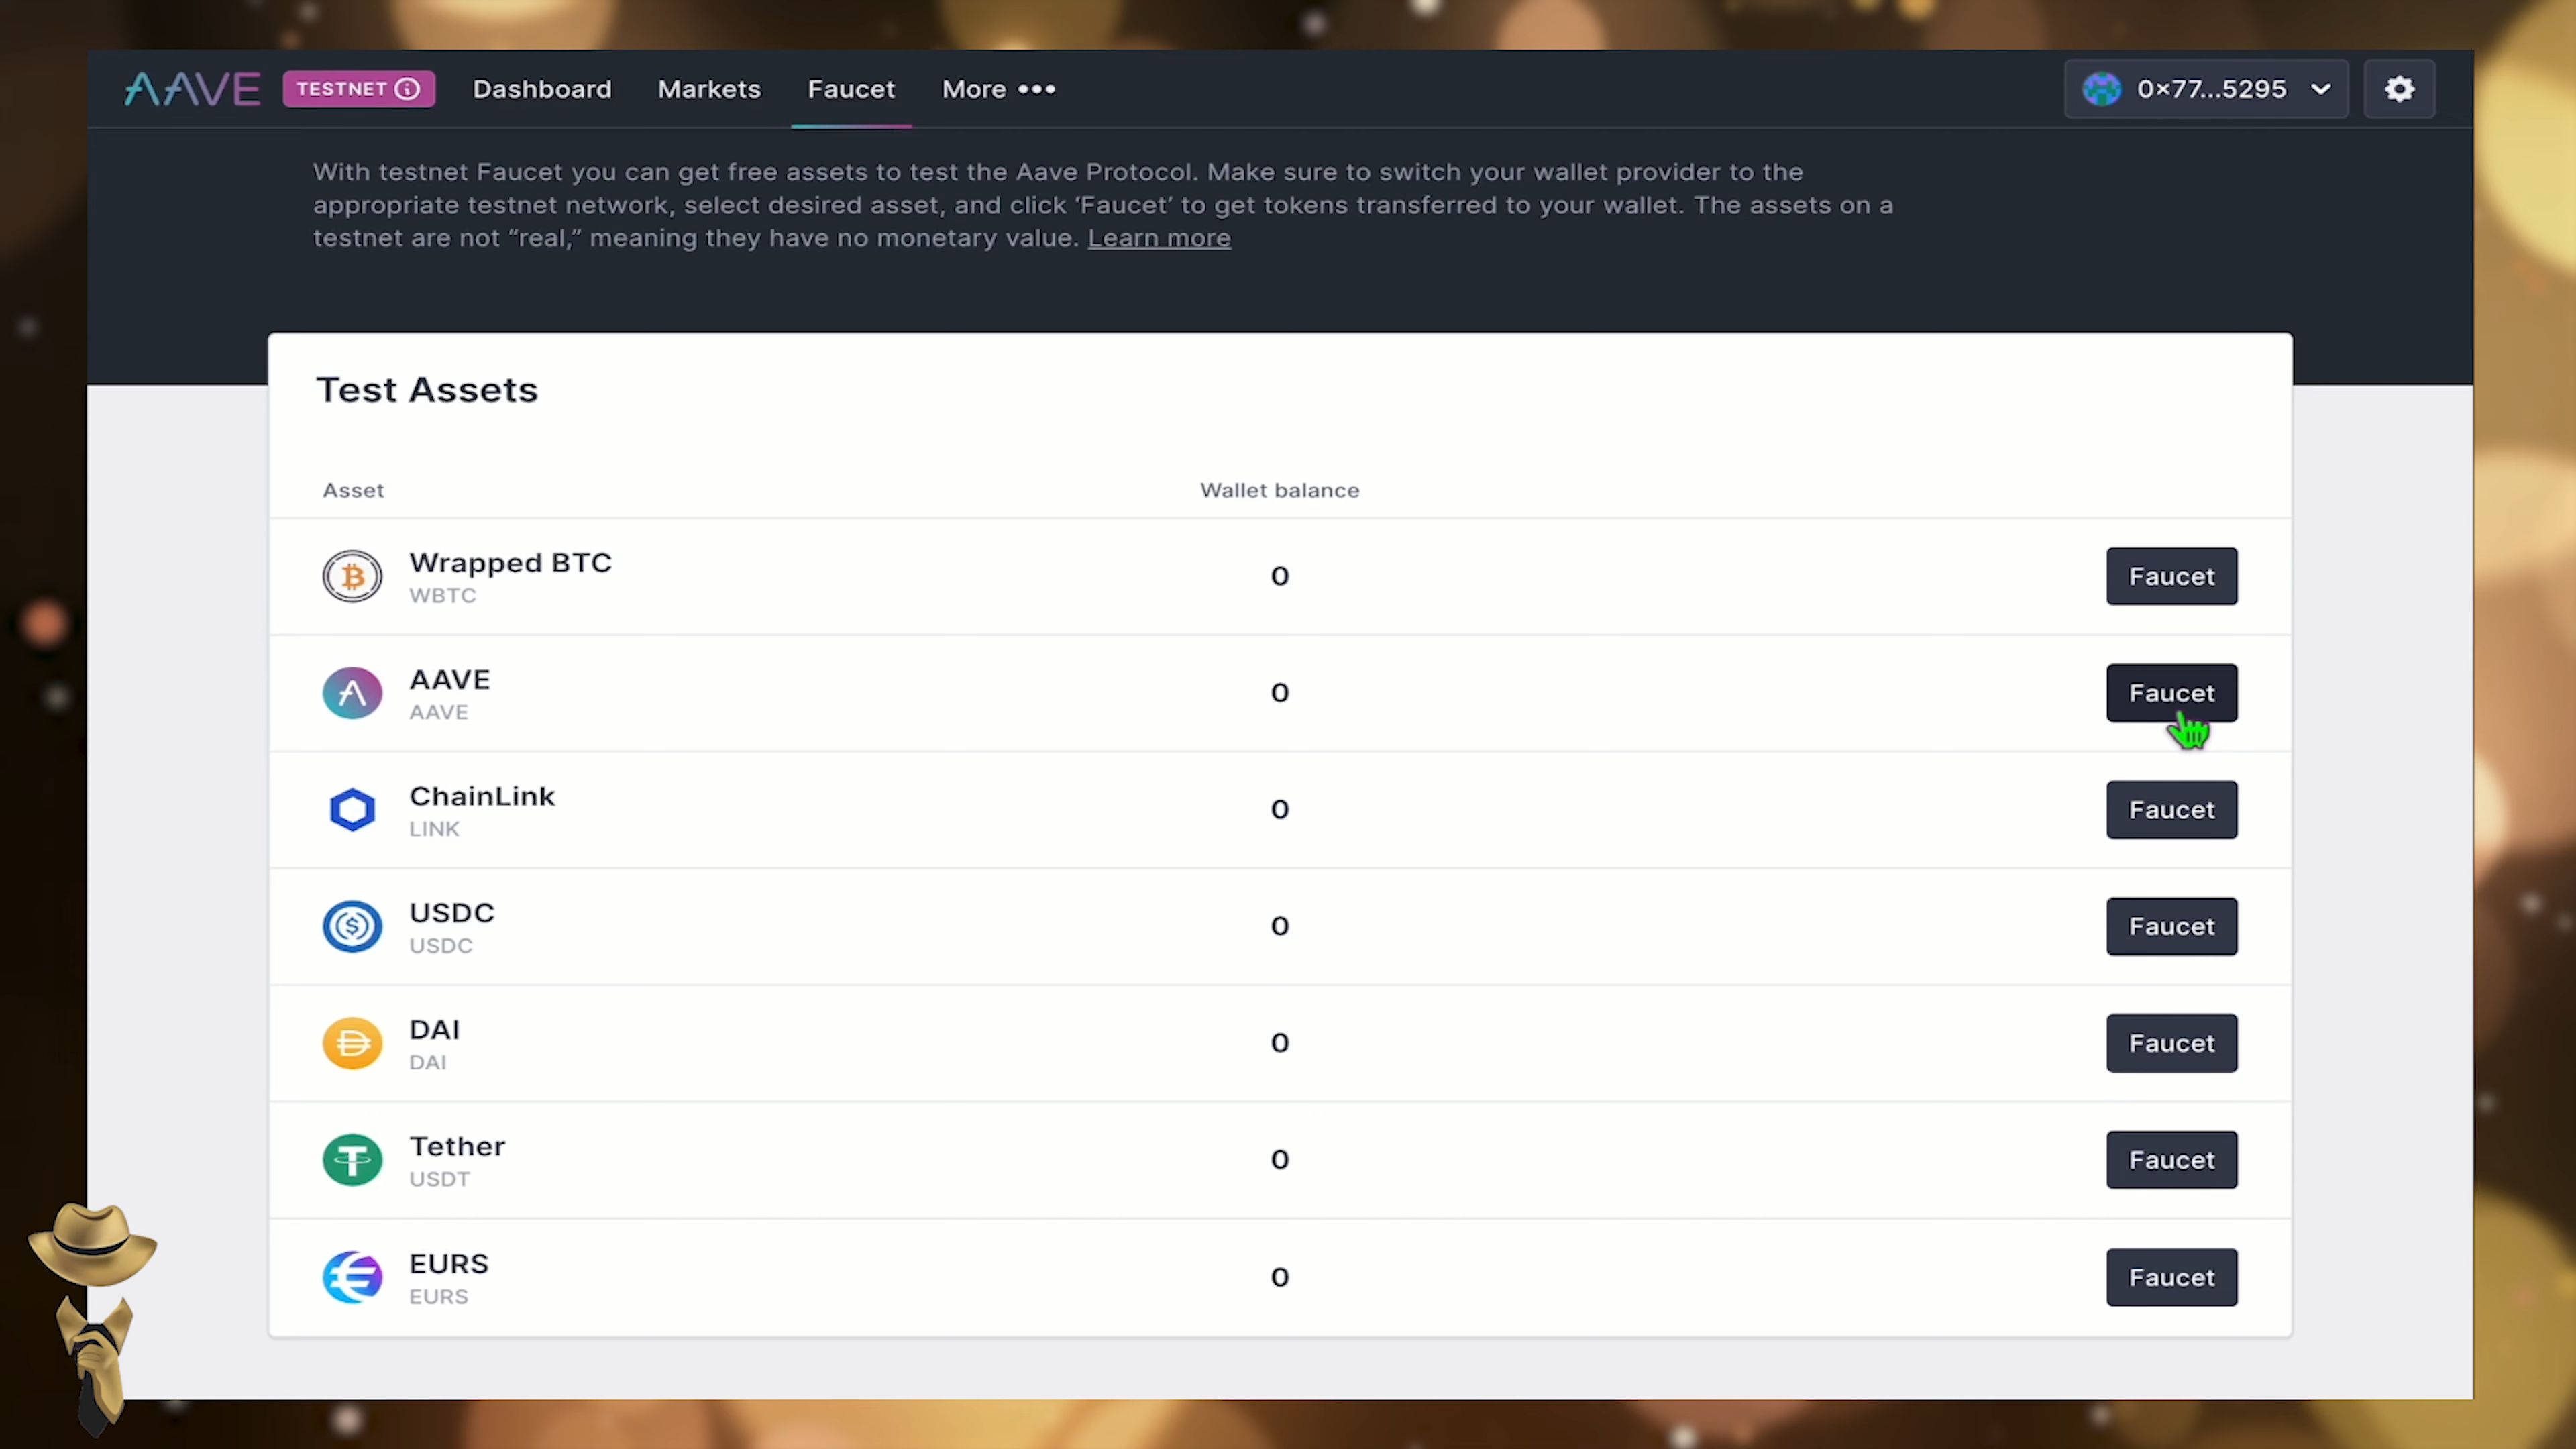 AAVE TESTNET Dashboard Markets Faucet More ••• 0×77...5295
With testnet Faucet you can get free assets to test the Aave Protocol. Make sure to switch your wallet provider to the
appropriate testnet network, select desired asset, and click ‘Faucet’ to get tokens transferred to your wallet. The assets on a
testnet are not “real,” meaning they have no monetary value. Learn more
Test Assets
Asset Wallet balance
Wrapped BTC
WBTC
0
Faucet
AAVE
AAVE
0
Faucet
ChainLink
LINK
0
Faucet
USDC
USDC
0
Faucet
DAI
DAI
0
Faucet
Tether
USDT
0
Faucet
EURS
EURS
0
Faucet